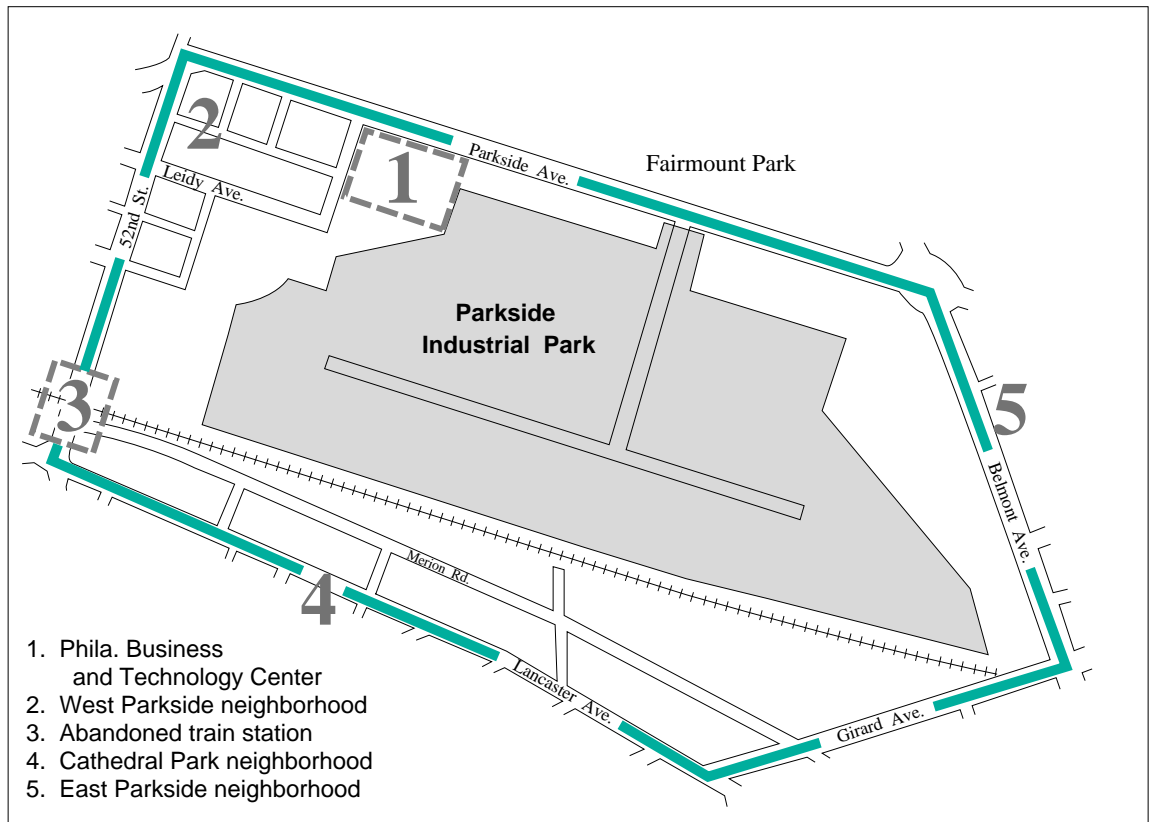 2
1
Parkside Ave.
Fairmount Park
Leidy Ave.
52nd St.
Parkside
Industrial Park
3
5
Belmont Ave.
Merion Rd.
4
Lancaster Ave.
Girard Ave.
1. Phila. Business
and Technology Center
2. West Parkside neighborhood
3. Abandoned train station
4. Cathedral Park neighborhood
5. East Parkside neighborhood